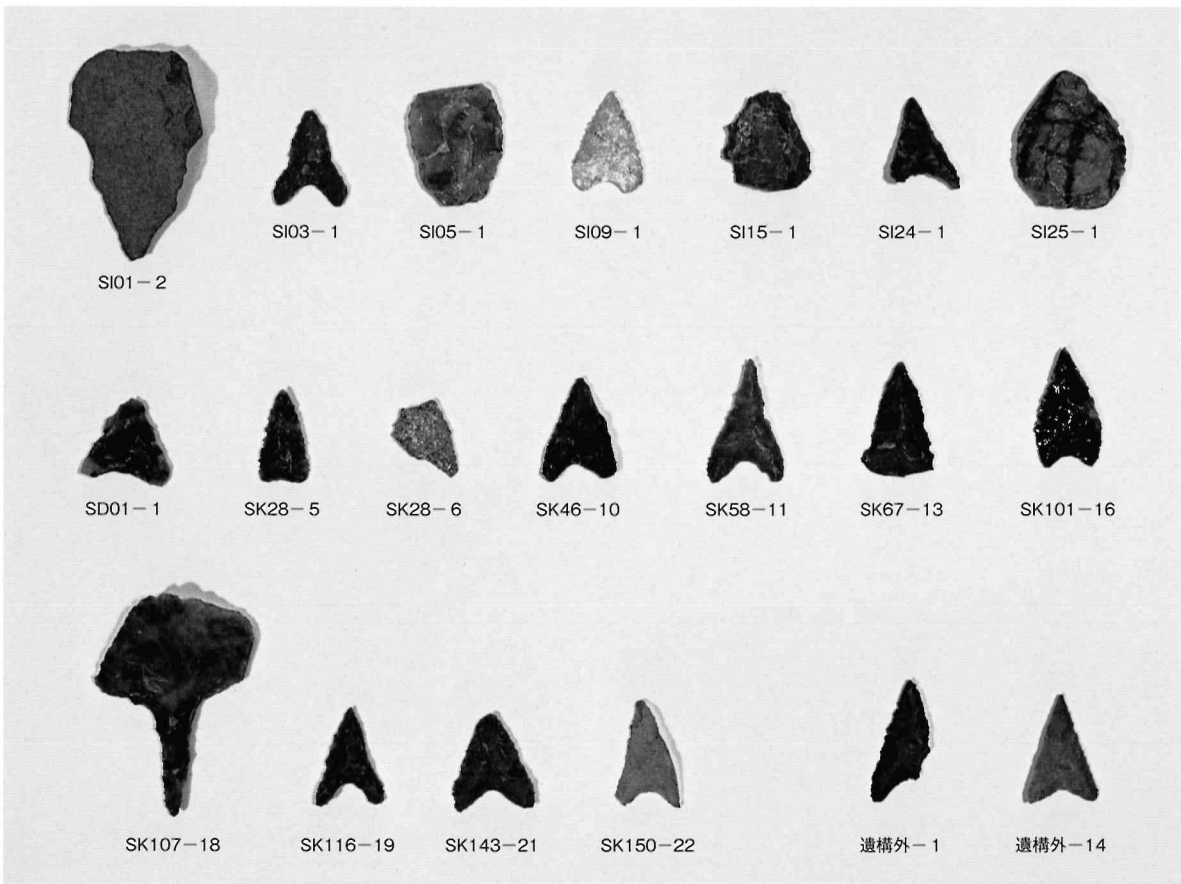 SI01－2
SI03－1
SI05－1
SI09－1
SI15－1
SI24－1
SI25－1
SD01－1
SK28－5
SK28－6
SK46－10
SK58－11
SK67－13
SK101－16
SK107－18
SK116－19
SK143－21
SK150－22
遺構外－1
遺構外－14